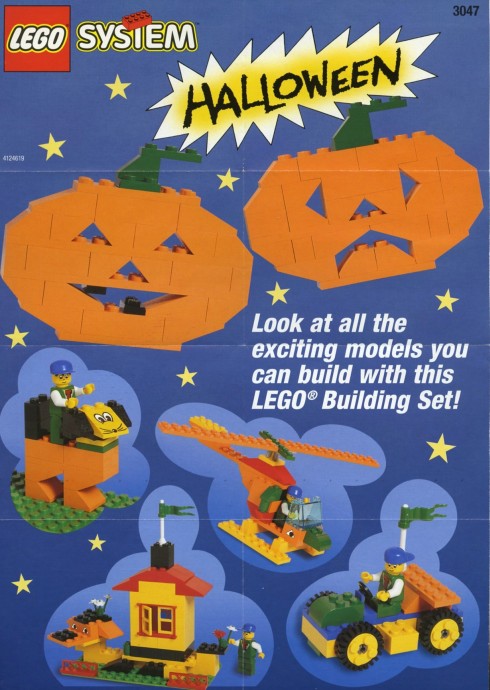 3047
LEGO SYSTEM
HALLOWEEN
4124619
Look at all the
exciting models you
can build with this
LEGO® Building Set!